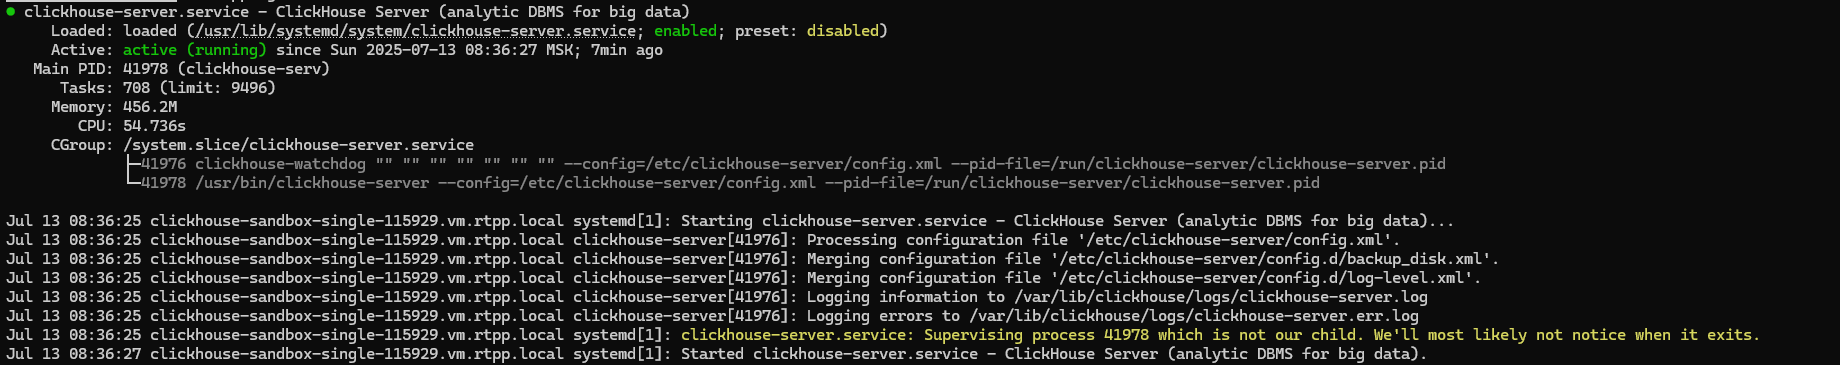 ● clickhouse-server.service - ClickHouse Server (analytic DBMS for big data)
Loaded: loaded (/usr/lib/systemd/system/clickhouse-server.service; enabled; preset: disabled)
Active: active (running) since Sun 2025-07-13 08:36:27 MSK; 7min ago
Main PID: 41978 (clickhouse-serv)
Tasks: 708 (limit: 9496)
Memory: 456.2M
CPU: 54.736s
CGroup: /system.slice/clickhouse-server.service
├─41976 clickhouse-watchdog "" "" "" "" "" "" "" --config=/etc/clickhouse-server/config.xml --pid-file=/run/clickhouse-server/clickhouse-server.pid
└─41978 /usr/bin/clickhouse-server --config=/etc/clickhouse-server/config.xml --pid-file=/run/clickhouse-server/clickhouse-server.pid
Jul 13 08:36:25 clickhouse-sandbox-single-115929.vm.rtpp.local systemd[1]: Starting clickhouse-server.service - ClickHouse Server (analytic DBMS for big data)...
Jul 13 08:36:25 clickhouse-sandbox-single-115929.vm.rtpp.local clickhouse-server[41976]: Processing configuration file '/etc/clickhouse-server/config.xml'.
Jul 13 08:36:25 clickhouse-sandbox-single-115929.vm.rtpp.local clickhouse-server[41976]: Merging configuration file '/etc/clickhouse-server/config.d/backup_disk.xml'.
Jul 13 08:36:25 clickhouse-sandbox-single-115929.vm.rtpp.local clickhouse-server[41976]: Merging configuration file '/etc/clickhouse-server/config.d/log-level.xml'.
Jul 13 08:36:25 clickhouse-sandbox-single-115929.vm.rtpp.local clickhouse-server[41976]: Logging information to /var/lib/clickhouse/logs/clickhouse-server.log
Jul 13 08:36:25 clickhouse-sandbox-single-115929.vm.rtpp.local clickhouse-server[41976]: Logging errors to /var/lib/clickhouse/logs/clickhouse-server.err.log
Jul 13 08:36:25 clickhouse-sandbox-single-115929.vm.rtpp.local systemd[1]: clickhouse-server.service: Supervising process 41978 which is not our child. We'll most likely not notice when it exits.
Jul 13 08:36:27 clickhouse-sandbox-single-115929.vm.rtpp.local systemd[1]: Started clickhouse-server.service - ClickHouse Server (analytic DBMS for big data).